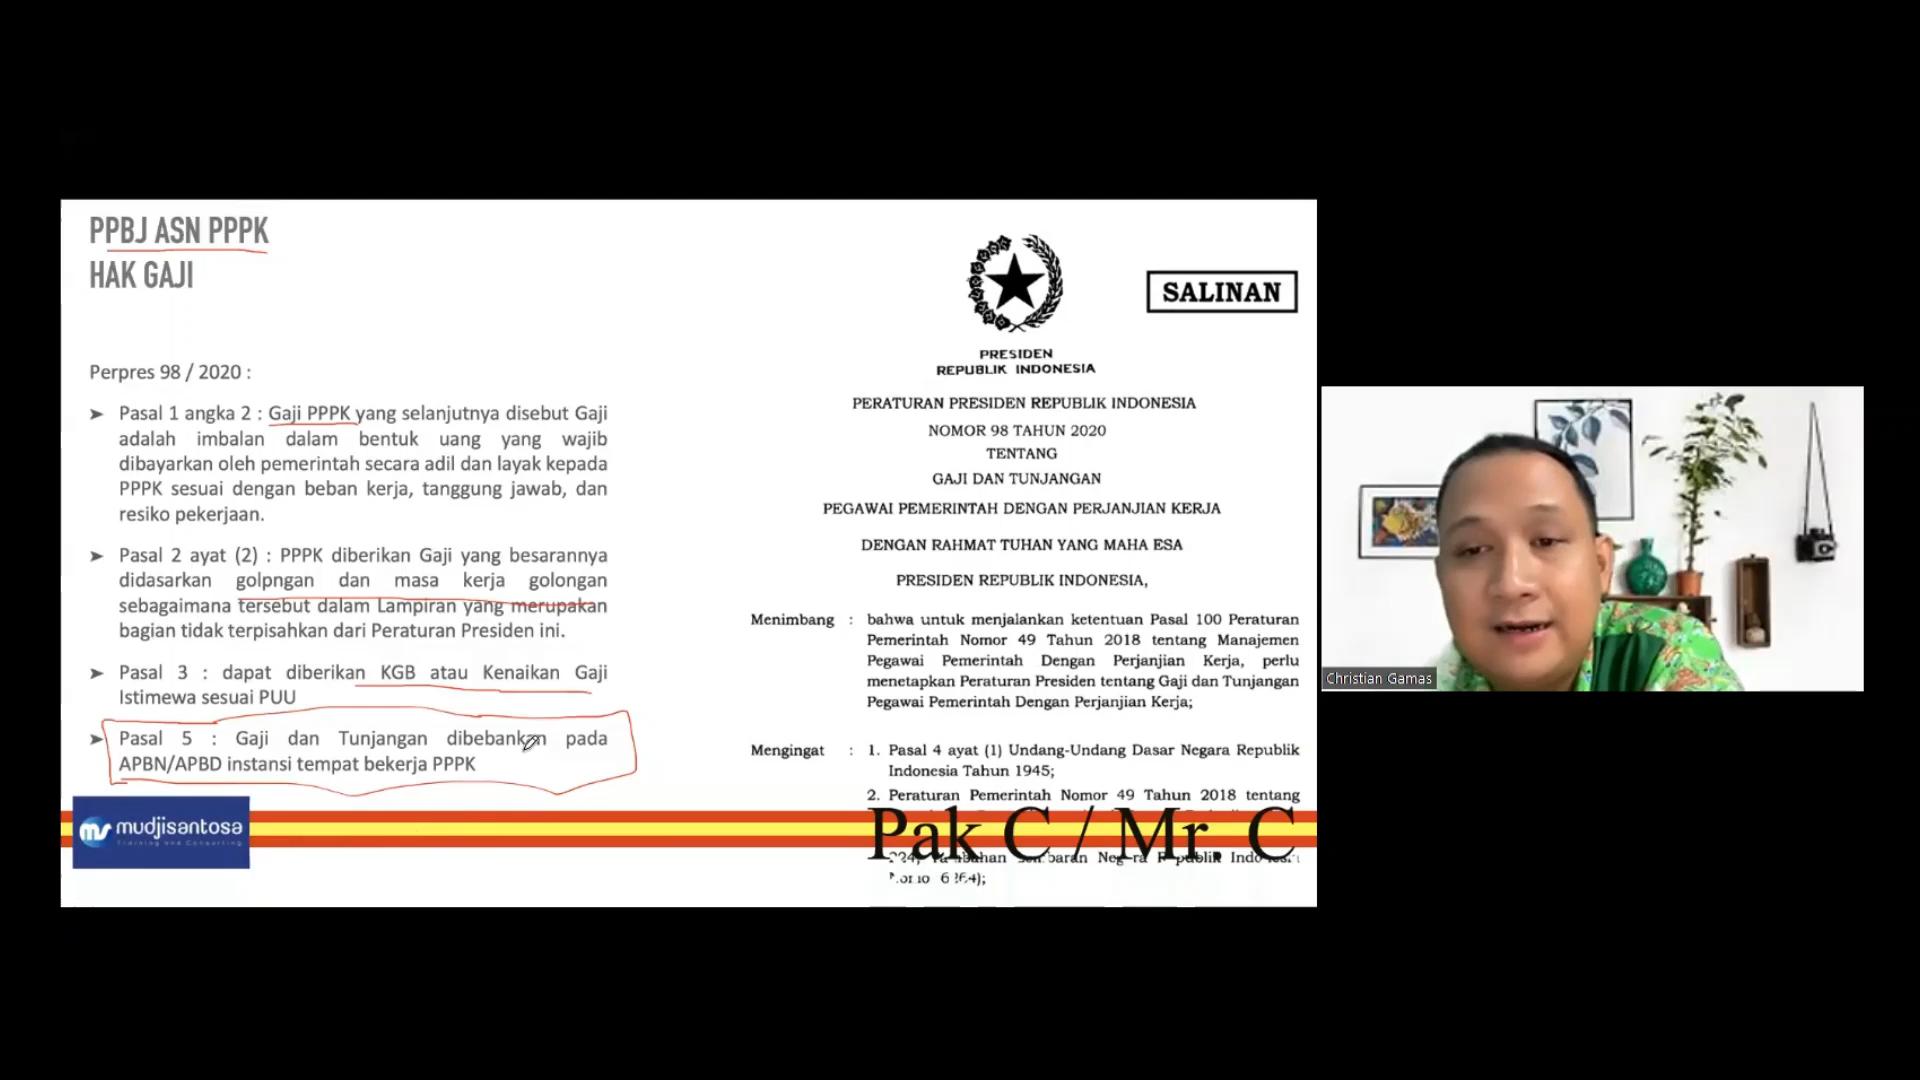 PPBJ ASN PPPK
HAK GAJI
Perpres 98 / 2020 :
➤ Pasal 1 angka 2 : Gaji PPPK yang selanjutnya disebut Gaji
adalah imbalan dalam bentuk uang yang wajib
dibayarkan oleh pemerintah secara adil dan layak kepada
PPPK sesuai dengan beban kerja, tanggung jawab, dan
resiko pekerjaan.
➤ Pasal 2 ayat (2) : PPPK diberikan Gaji yang besarannya
didasarkan golpngan dan masa kerja golongan
sebagaimana tersebut dalam Lampiran yang merupakan
bagian tidak terpisahkan dari Peraturan Presiden ini.
➤ Pasal 3 : dapat diberikan KGB atau Kenaikan Gaji
Istimewa sesuai PUU
➤ Pasal 5 : Gaji dan Tunjangan dibebankan pada
APBN/APBD instansi tempat bekerja PPPK
mudjisantosa
Training and Consulting
SALINAN
PRESIDEN
REPUBLIK INDONESIA
PERATURAN PRESIDEN REPUBLIK INDONESIA
NOMOR 98 TAHUN 2020
TENTANG
GAJI DAN TUNJANGAN
PEGAWAI PEMERINTAH DENGAN PERJANJIAN KERJA
DENGAN RAHMAT TUHAN YANG MAHA ESA
PRESIDEN REPUBLIK INDONESIA,
Menimbang : bahwa untuk menjalankan ketentuan Pasal 100 Peraturan
Pemerintah Nomor 49 Tahun 2018 tentang Manajemen
Pegawai Pemerintah Dengan Perjanjian Kerja, perlu
menetapkan Peraturan Presiden tentang Gaji dan Tunjangan
Pegawai Pemerintah Dengan Perjanjian Kerja;
Mengingat : 1. Pasal 4 ayat (1) Undang-Undang Dasar Negara Republik
Indonesia Tahun 1945;
2. Peraturan Pemerintah Nomor 49 Tahun 2018 tentang
Pak C / Mr. C
Christian Gamas